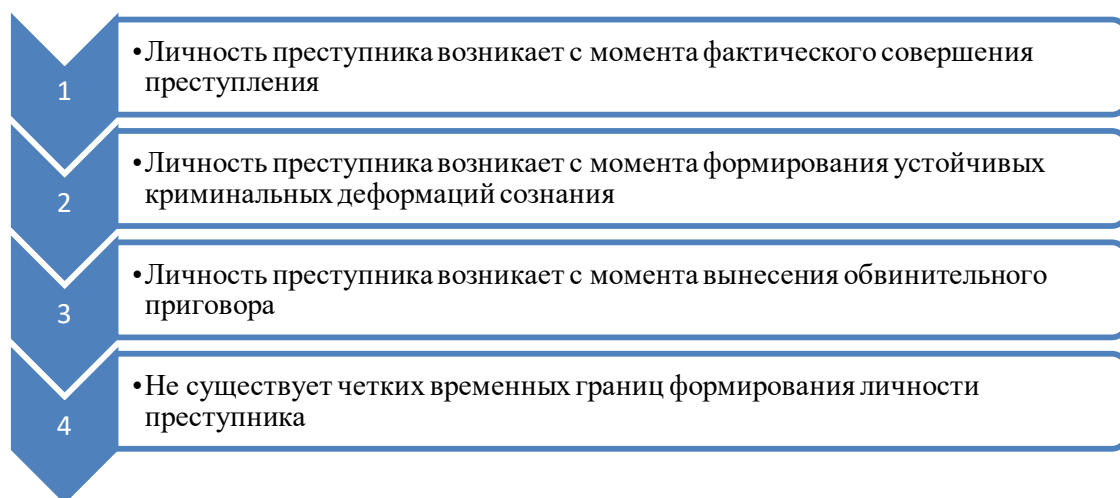 1
•Личность преступника возникает с момента фактического совершения
преступления
2
•Личность преступника возникает с момента формирования устойчивых
криминальных деформаций сознания
3
•Личность преступника возникает с момента вынесения обвинительного
приговора
4
•Не существует четких временных границ формирования личности
преступника